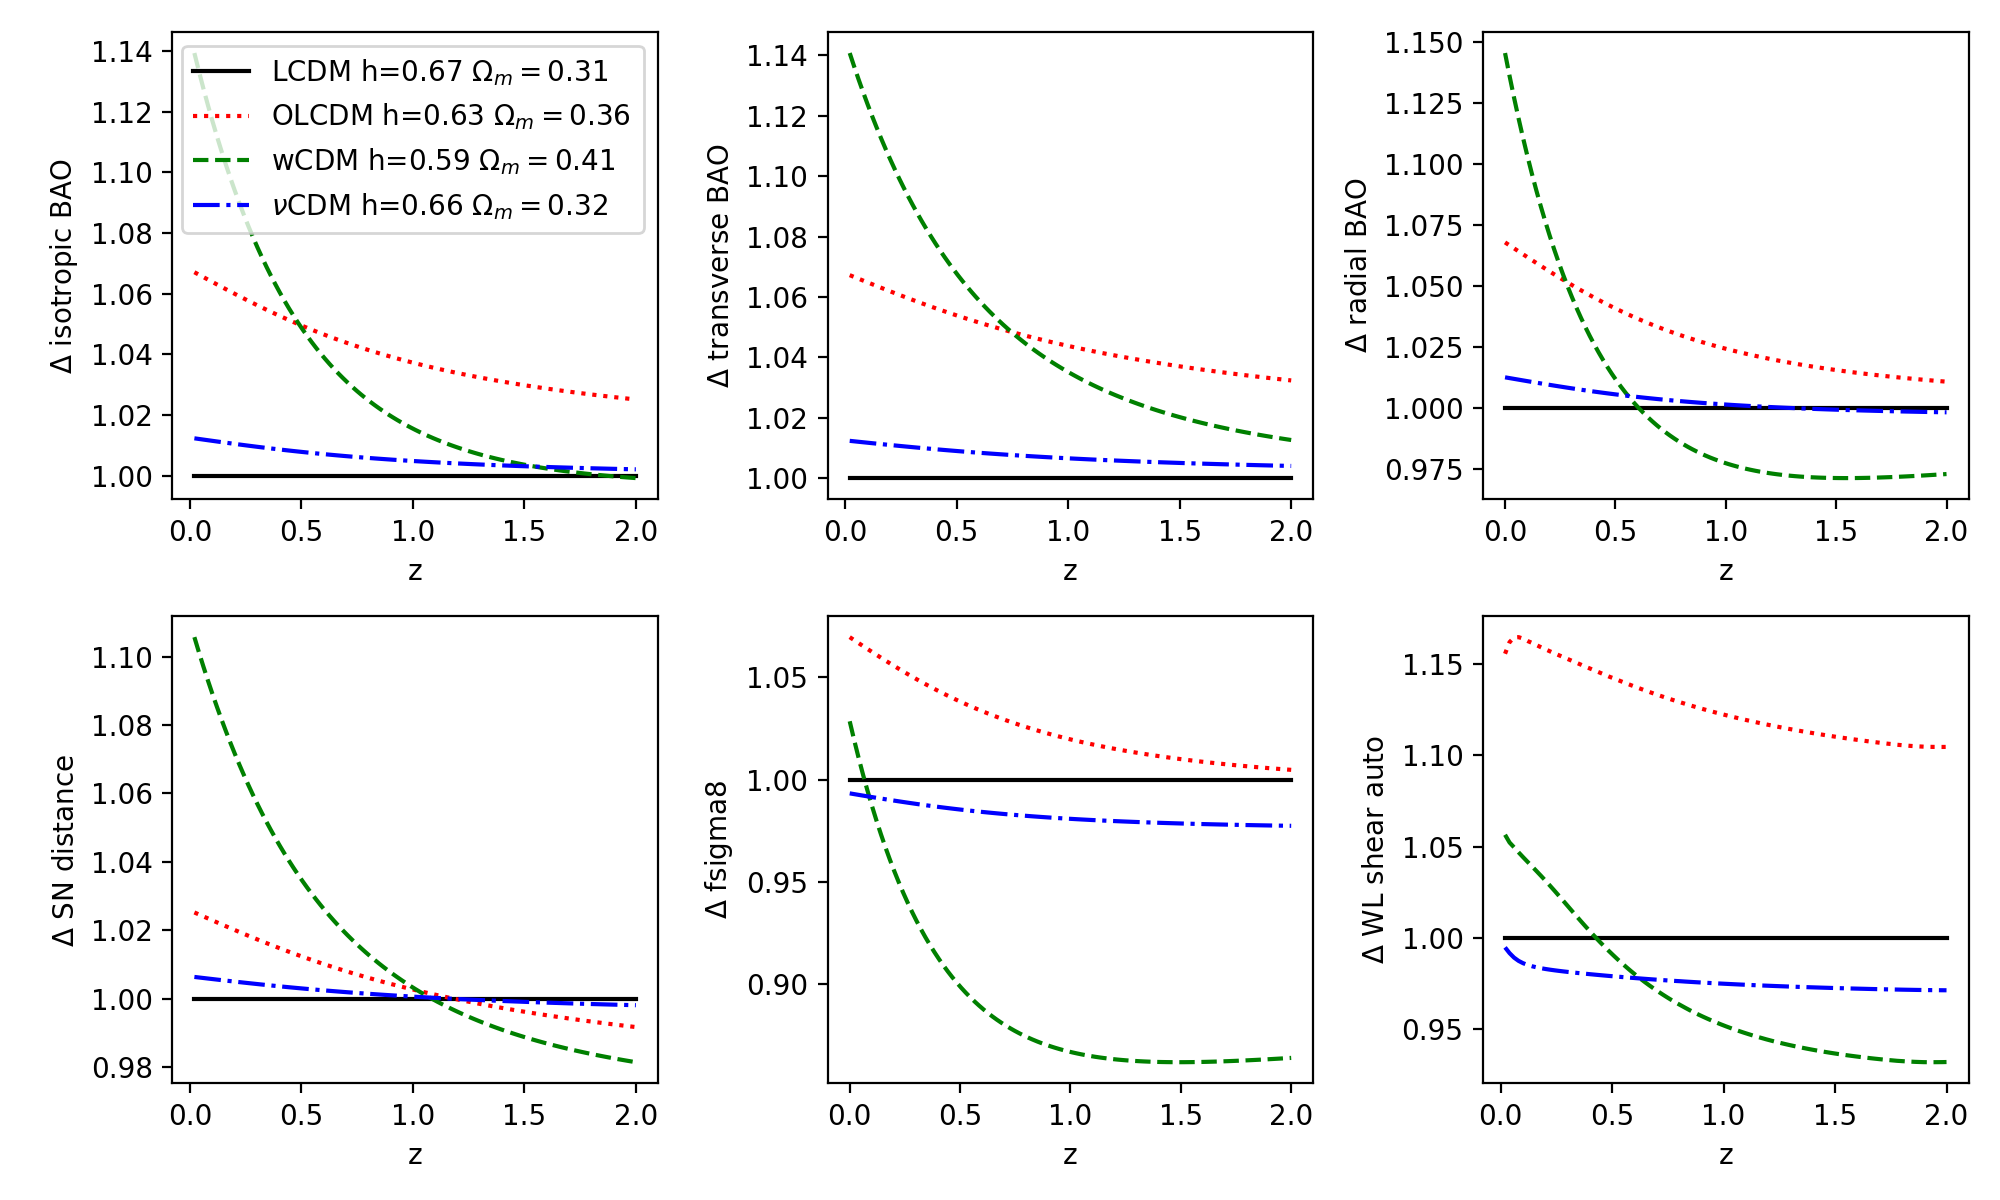 Δ isotropic BAO
1.14
1.12
1.10
1.08
1.06
1.04
1.02
1.00
LCDM h=0.67 Ωm = 0.31
OLCDM h=0.63 Ωm = 0.36
wCDM h=0.59 Ωm = 0.41
νCDM h=0.66 Ωm = 0.32
0.0 0.5 1.0 1.5 2.0
z
Δ transverse BAO
1.14
1.12
1.10
1.08
1.06
1.04
1.02
1.00
0.0 0.5 1.0 1.5 2.0
z
Δ radial BAO
1.150
1.125
1.100
1.075
1.050
1.025
1.000
0.975
0.0 0.5 1.0 1.5 2.0
z
Δ SN distance
1.10
1.08
1.06
1.04
1.02
1.00
0.98
0.0 0.5 1.0 1.5 2.0
z
Δ fsigma8
1.05
1.00
0.95
0.90
0.0 0.5 1.0 1.5 2.0
z
Δ WL shear auto
1.15
1.10
1.05
1.00
0.95
0.0 0.5 1.0 1.5 2.0
z